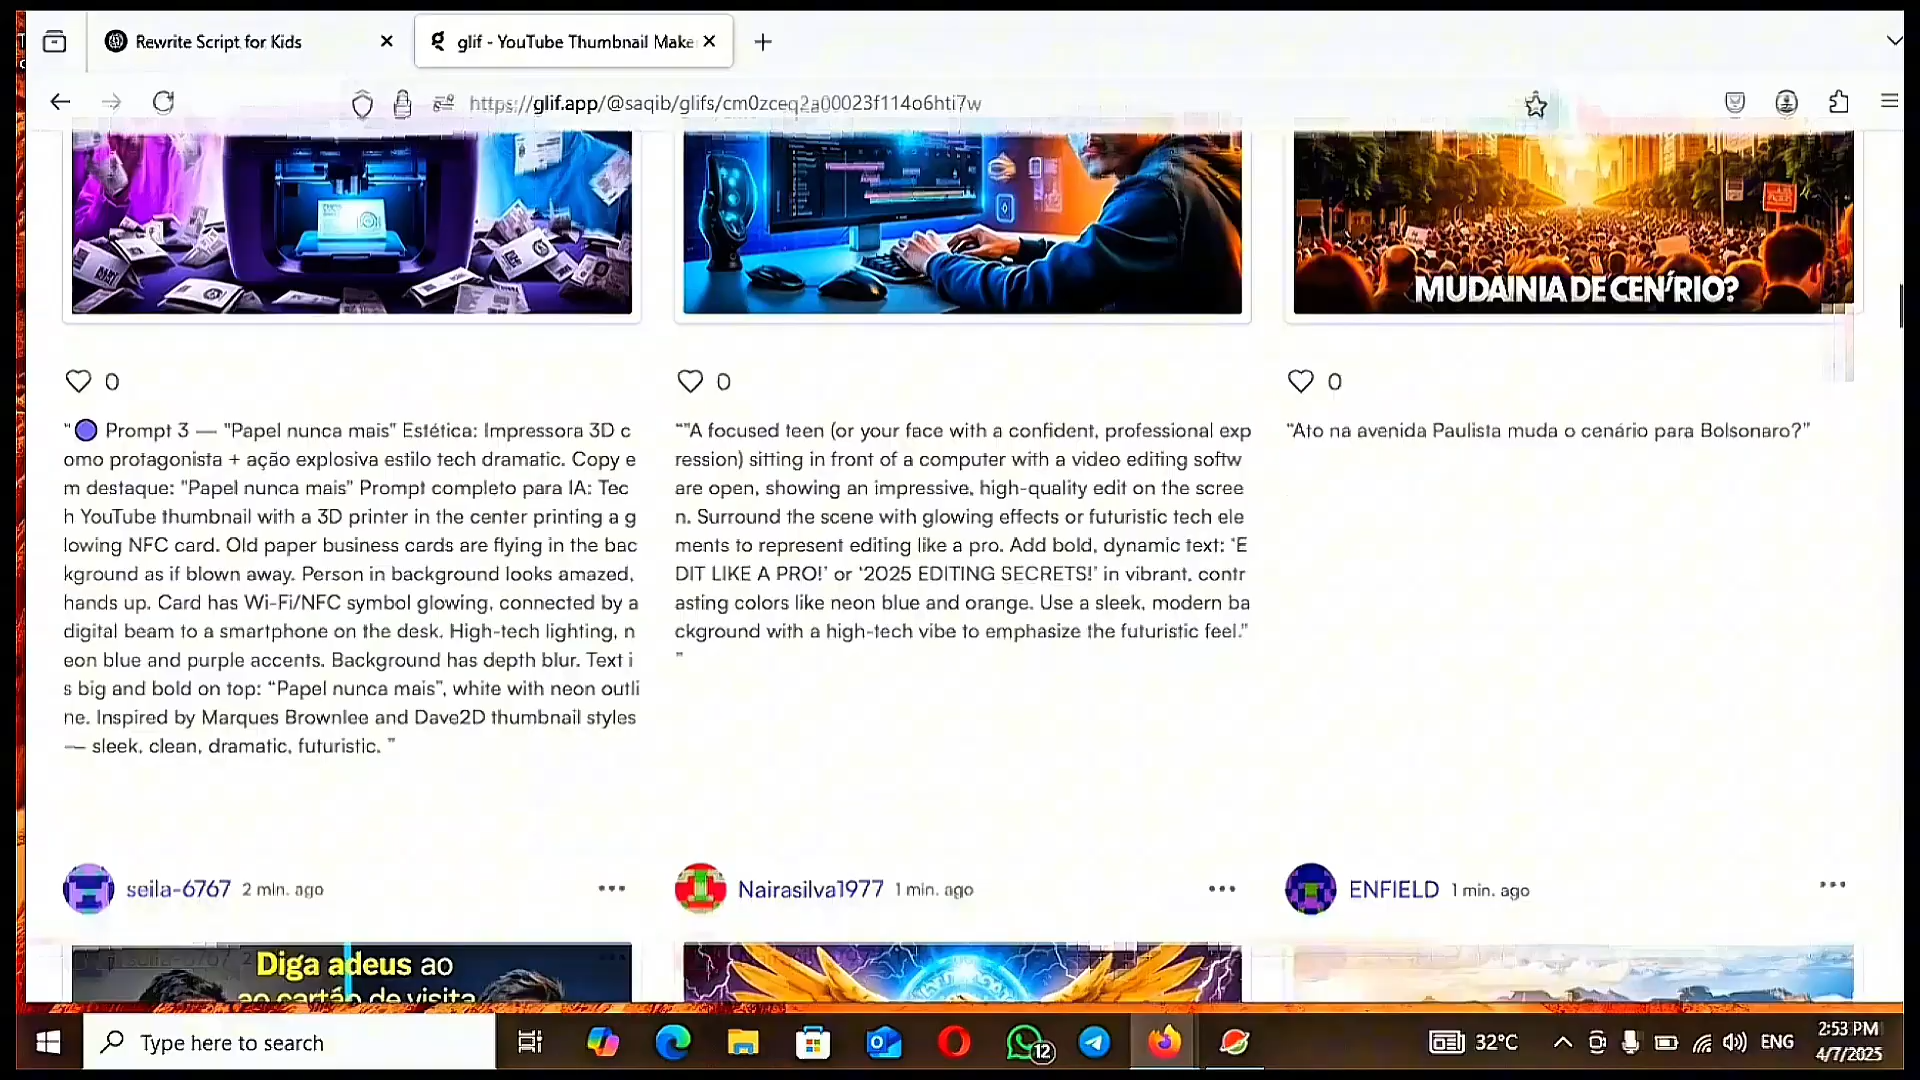 Rewrite Script for Kids
glif - YouTube Thumbnail Make
https://glif.app/@saqib/glifs/cm0zceq2a00023f114o6hti7w
MUDAINIA DE CEN/RIO?
0
0
0
"🔵 Prompt 3 — "Papel nunca mais" Estética: Impressora 3D c
omo protagonista + ação explosiva estilo tech dramatic. Copy e
m destaque: "Papel nunca mais" Prompt completo para IA: Tec
h YouTube thumbnail with a 3D printer in the center printing a g
lowing NFC card. Old paper business cards are flying in the bac
kground as if blown away. Person in background looks amazed,
hands up. Card has Wi-Fi/NFC symbol glowing, connected by a
digital beam to a smartphone on the desk. High-tech lighting, n
eon blue and purple accents. Background has depth blur. Text i
s big and bold on top: “Papel nunca mais”, white with neon outli
ne. Inspired by Marques Brownlee and Dave2D thumbnail styles
— sleek, clean, dramatic, futuristic. ”
“"A focused teen (or your face with a confident, professional exp
ression) sitting in front of a computer with a video editing softw
are open, showing an impressive, high-quality edit on the scree
n. Surround the scene with glowing effects or futuristic tech ele
ments to represent editing like a pro. Add bold, dynamic text: 'E
DIT LIKE A PRO!' or '2025 EDITING SECRETS!' in vibrant, contr
asting colors like neon blue and orange. Use a sleek, modern ba
ckground with a high-tech vibe to emphasize the futuristic feel."
”
“Ato na avenida Paulista muda o cenário para Bolsonaro?”
seila-6767 2 min. ago
Nairasilva1977 1 min. ago
ENFIELD 1 min. ago
Diga adeus ao
ao cartão de visita
Type here to search
12
32°C
ENG
2:53 PM
4/7/2025